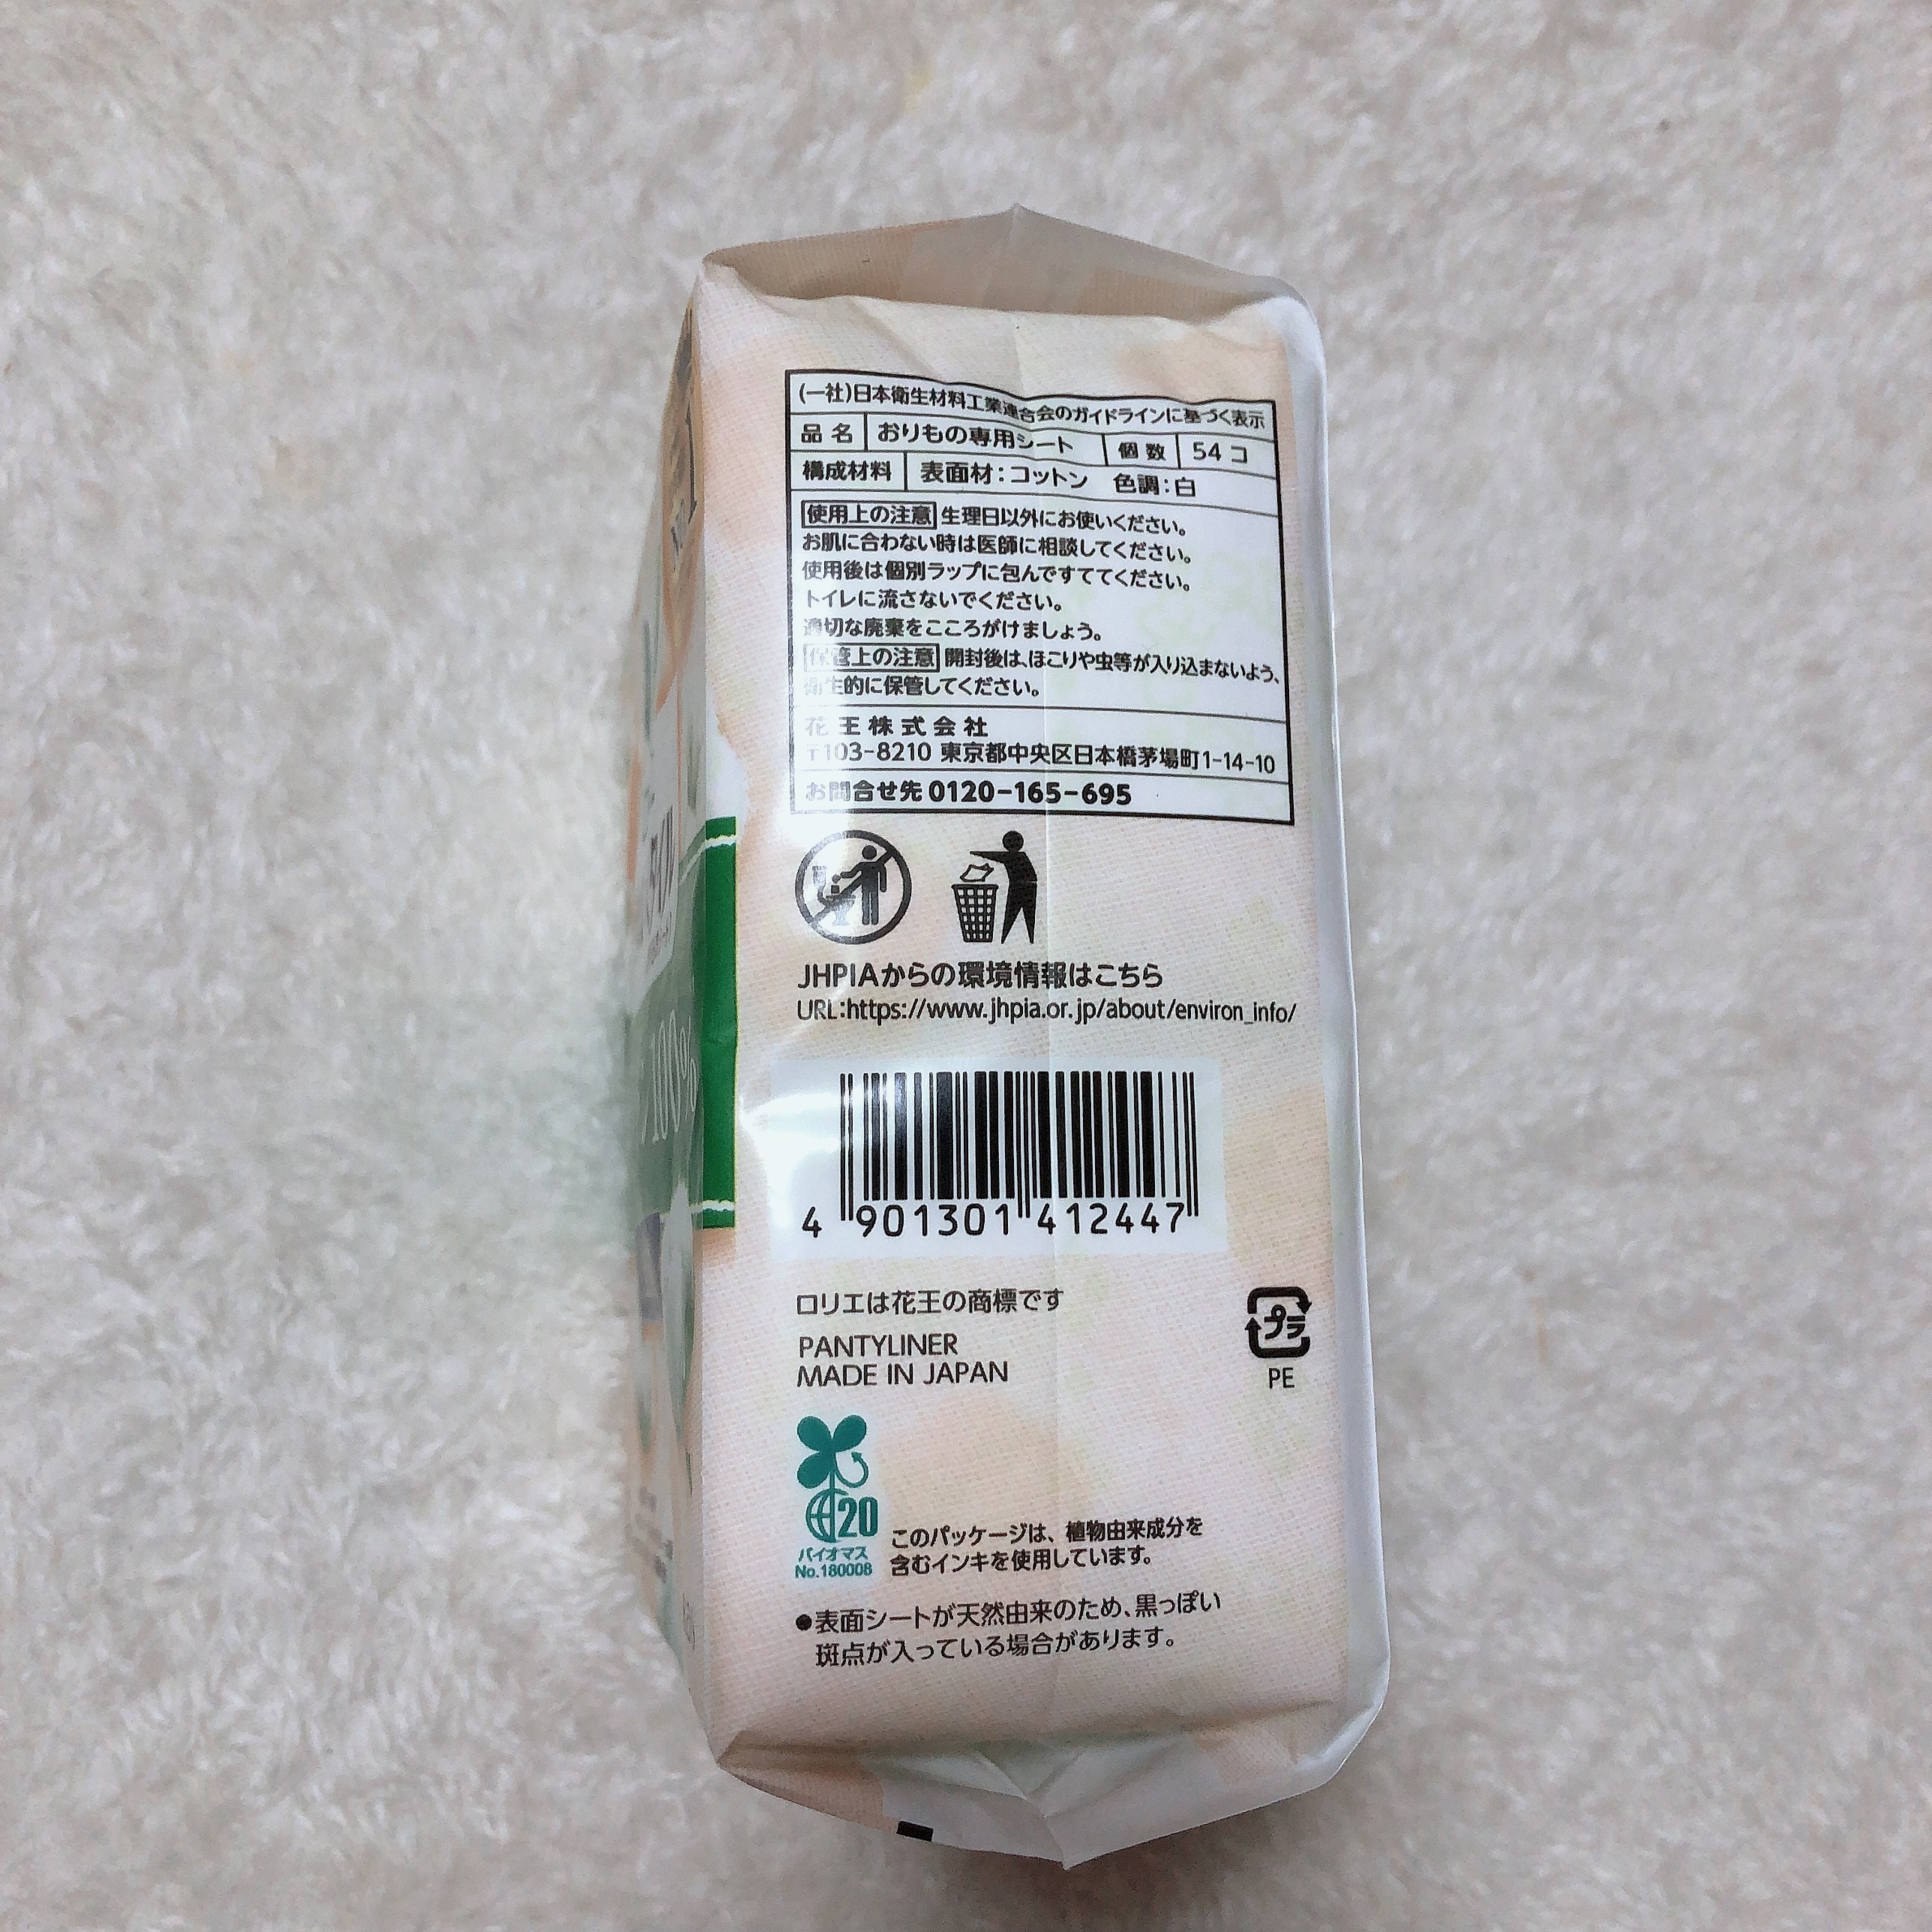 (一社)日本衛生材料工業連合会のガイドラインに基づく表示
品名 おりもの専用シート 個数 54コ
構成材料 表面材:コットン 色調:白
使用上の注意 生理日以外にお使いください。
お肌に合わない時は医師に相談してください。
使用後は個別ラップに包んですててください。
トイレに流さないでください。
適切な廃棄をこころがけましょう。
保管上の注意 開封後は、ほこりや虫等が入り込まないよう、
衛生的に保管してください。
花王株式会社
〒103-8210 東京都中央区日本橋茅場町1-14-10
お問合せ先 0120-165-695
JHPIAからの環境情報はこちら
URL:https://www.jhpia.or.jp/about/environ_info/
4 901301 412447
ロリエは花王の商標です
PANTYLINER
MADE IN JAPAN
プラ
PE
20
バイオマス
No.180008
このパッケージは、植物由来成分を
含むインキを使用しています。
●表面シートが天然由来のため、黒っぽい
斑点が入っている場合があります。
100%